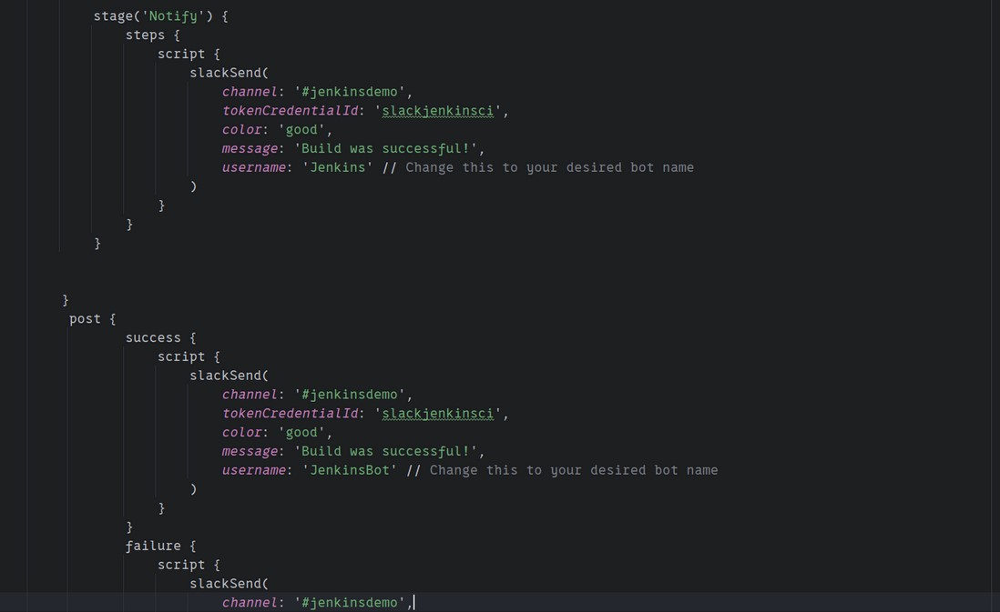 stage('Notify') {
steps {
script {
slackSend(
channel: '#jenkinsdemo',
tokenCredentialId: 'slackjenkinsci',
color: 'good',
message: 'Build was successful!',
username: 'Jenkins' // Change this to your desired bot name
)
}
}
}
}
post {
success {
script {
slackSend(
channel: '#jenkinsdemo',
tokenCredentialId: 'slackjenkinsci',
color: 'good',
message: 'Build was successful!',
username: 'JenkinsBot' // Change this to your desired bot name
)
}
}
failure {
script {
slackSend(
channel: '#jenkinsdemo',